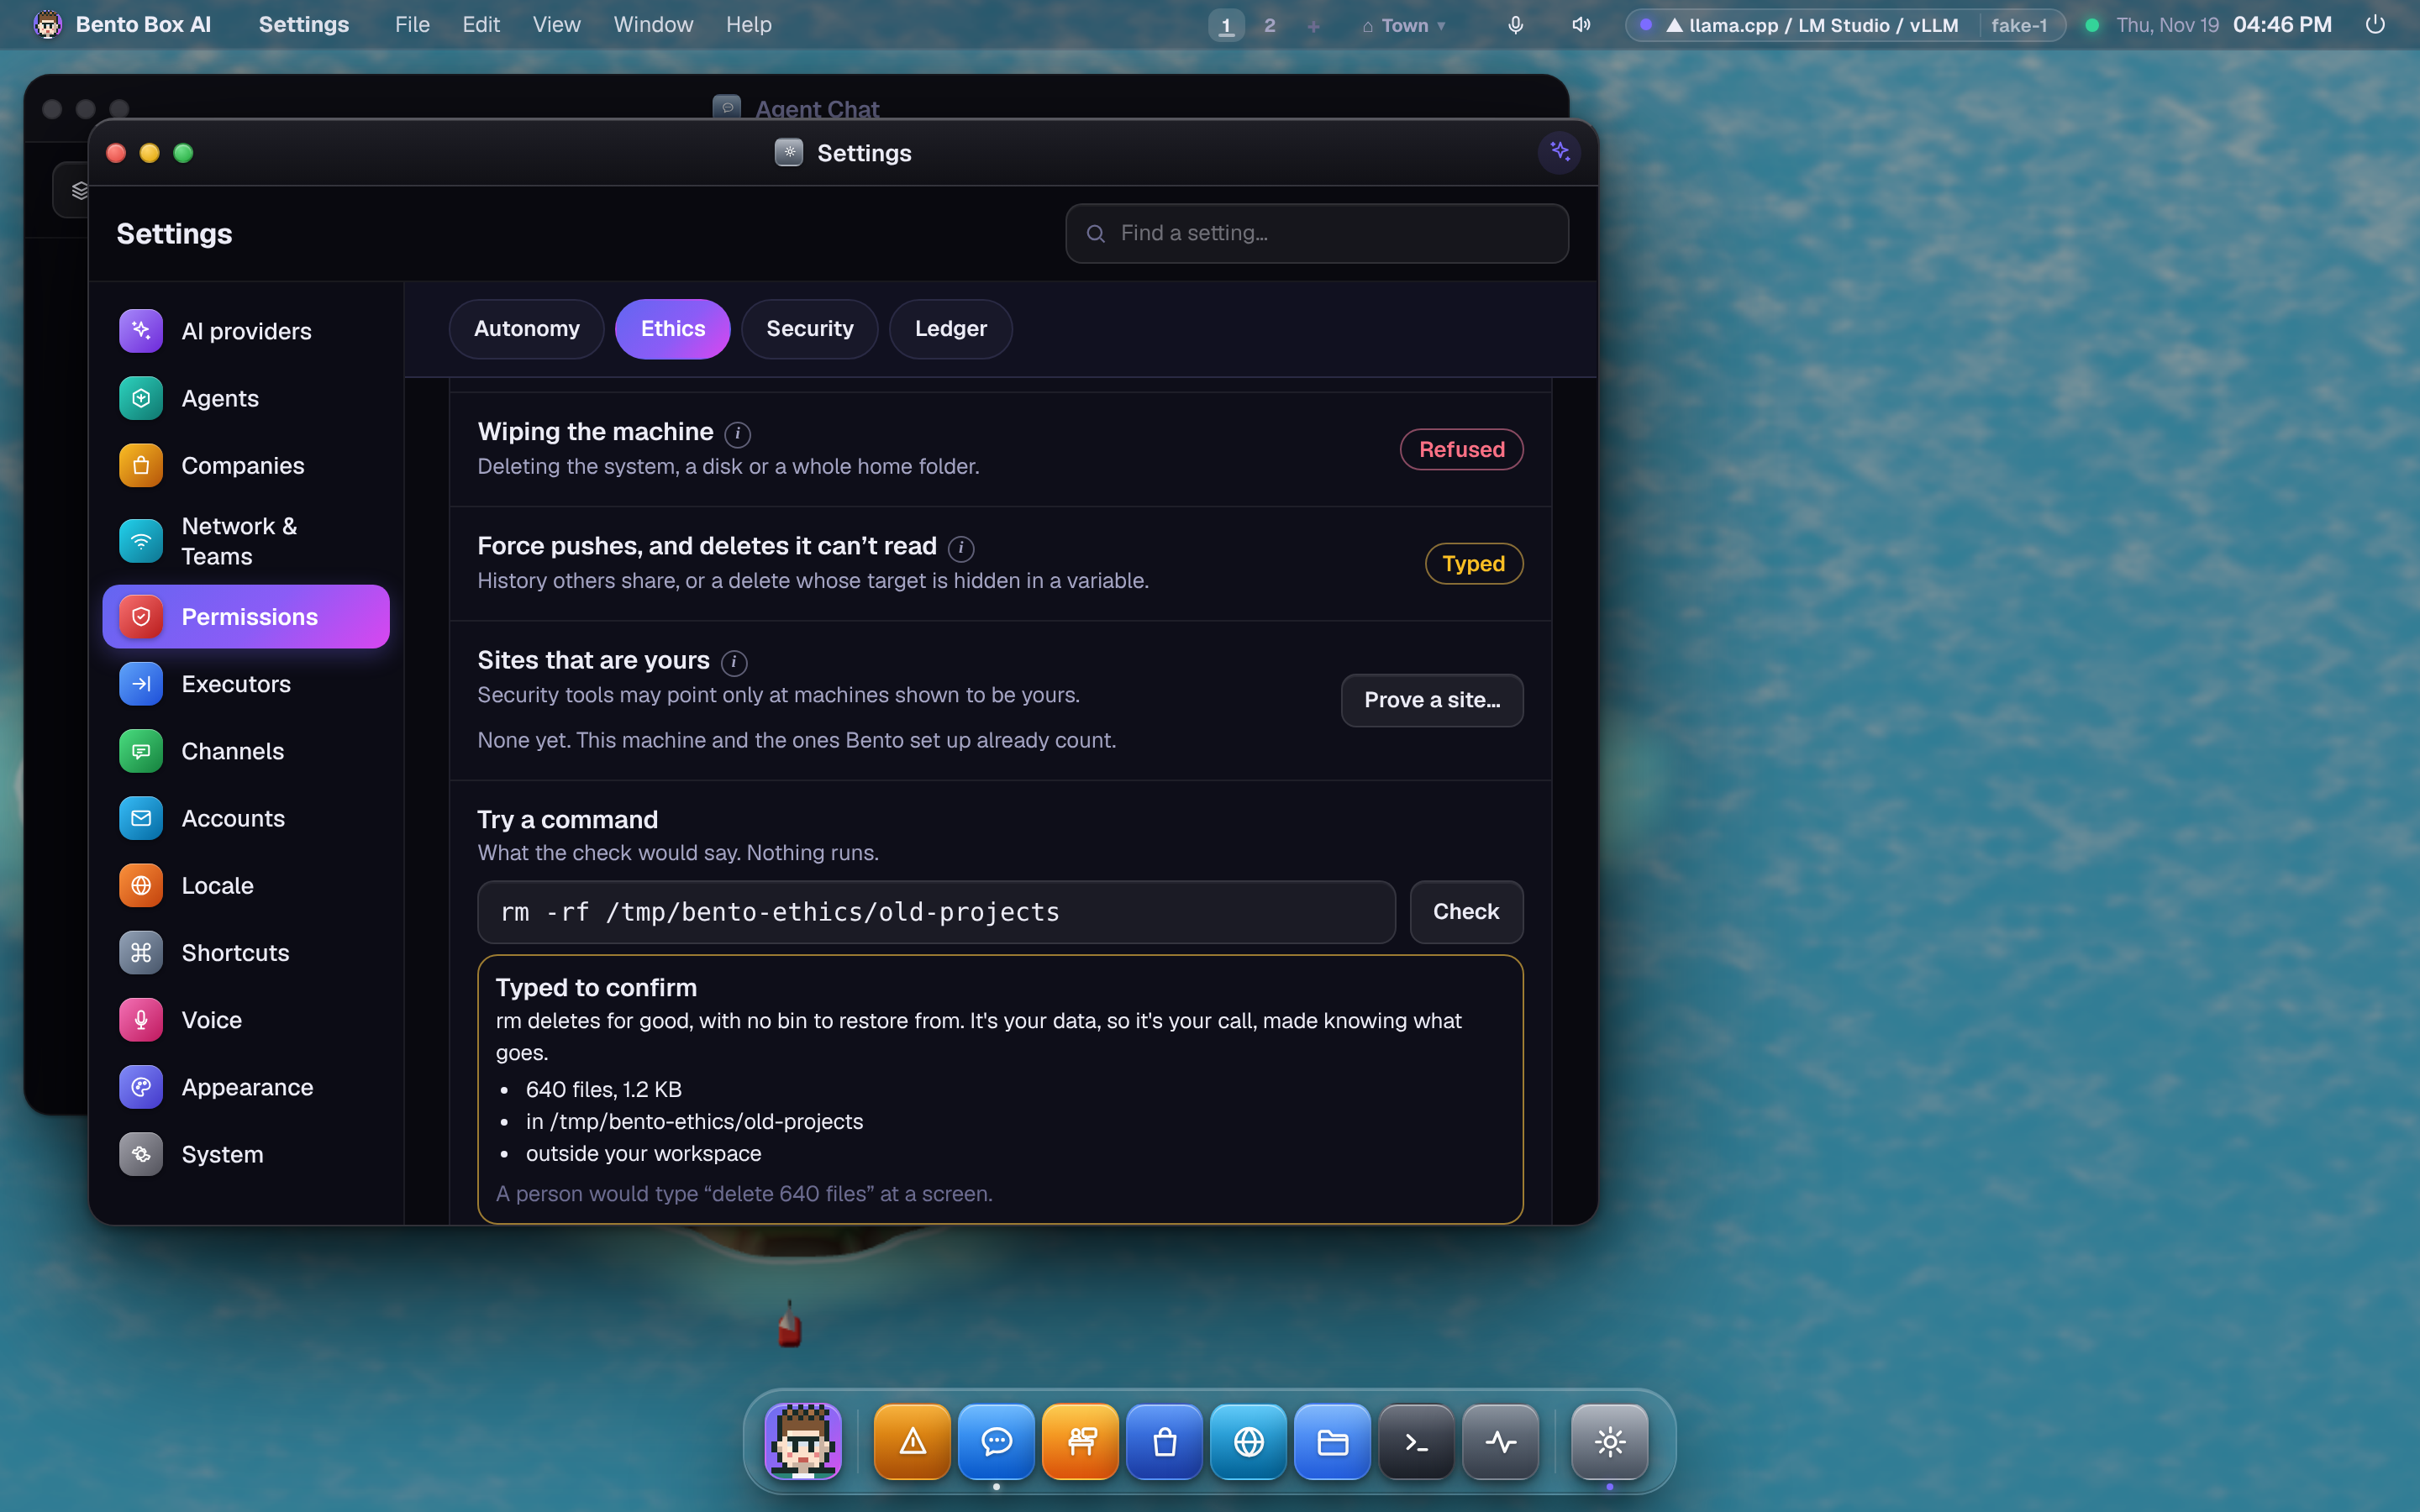 Bento Box AI Settings File Edit View Window Help 1 2 + Town llama.cpp / LM Studio / vLLM fake-1 Thu, Nov 19 04:46 PM
Agent Chat
Settings
Settings
Find a setting...
AI providers
Agents
Companies
Network &
Teams
Permissions
Executors
Channels
Accounts
Locale
Shortcuts
Voice
Appearance
System
Autonomy Ethics Security Ledger
Wiping the machine i
Deleting the system, a disk or a whole home folder.
Refused
Force pushes, and deletes it can’t read i
History others share, or a delete whose target is hidden in a variable.
Typed
Sites that are yours i
Security tools may point only at machines shown to be yours.
None yet. This machine and the ones Bento set up already count.
Prove a site...
Try a command
What the check would say. Nothing runs.
rm -rf /tmp/bento-ethics/old-projects
Check
Typed to confirm
rm deletes for good, with no bin to restore from. It's your data, so it's your call, made knowing what
goes.
• 640 files, 1.2 KB
• in /tmp/bento-ethics/old-projects
• outside your workspace
A person would type “delete 640 files” at a screen.